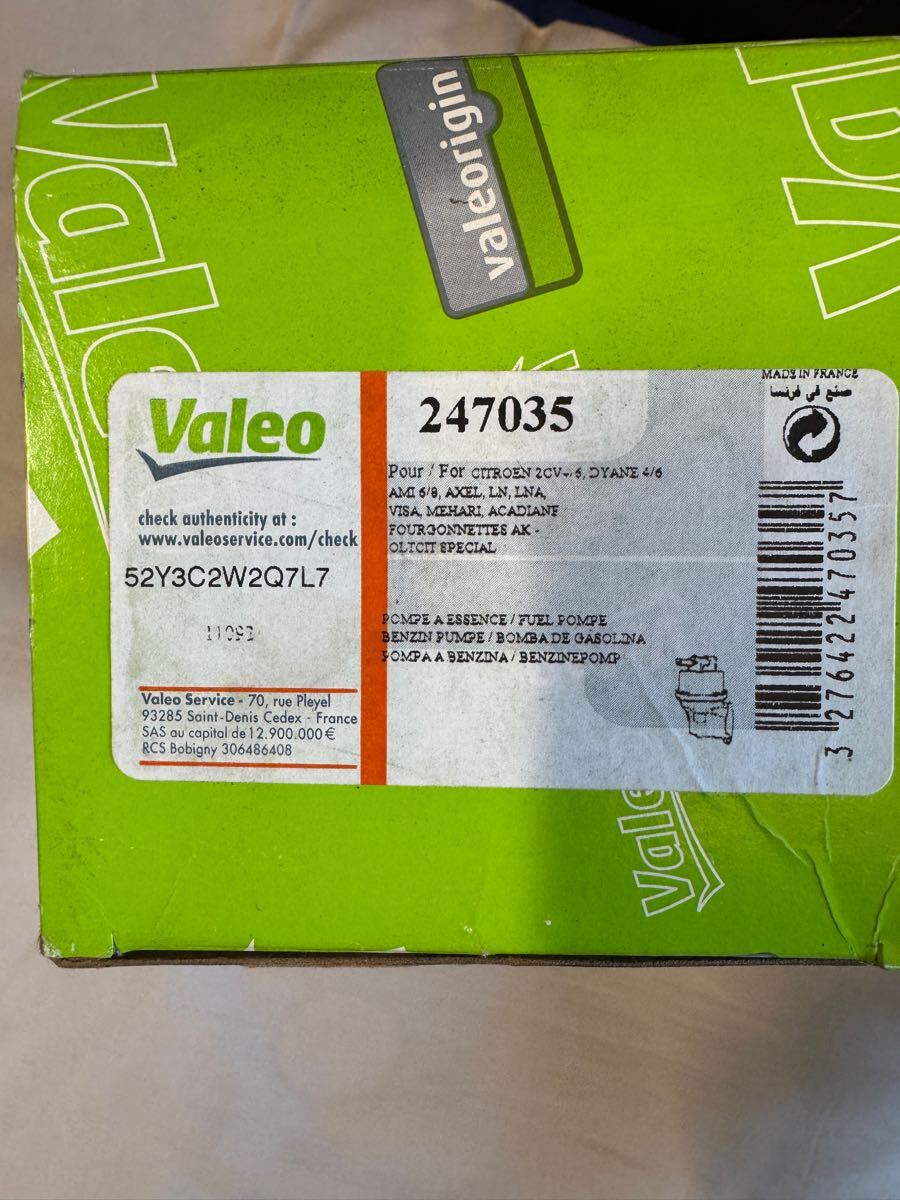 Valeo
valeorigin
Valeo
Valeo
check authenticity at :
www.valeoservice.com/check
52Y3C2W2Q7L7
Valeo Service - 70, rue Pleyel
93285 Saint-Denis Cedex - France
SAS au capital de 12.900.000 €
RCS Bobigny 306486408
247035
Pour / For CITROEN 2CV-4/6, DYANE 4/6
AMI 6/8, AXEL, LN, LNA,
VISA, MEHARI, ACADIANE
FOURGONNETTES AK -
OLTCIT SPECIAL
POMPE A ESSENCE / FUEL POMPE
BENZIN PUMPE / BOMBA DE GASOLINA
POMPA A BENZINA / BENZINEPOMP
MADE IN FRANCE
صنع في فرنسا
3 276422 470357
Valeo